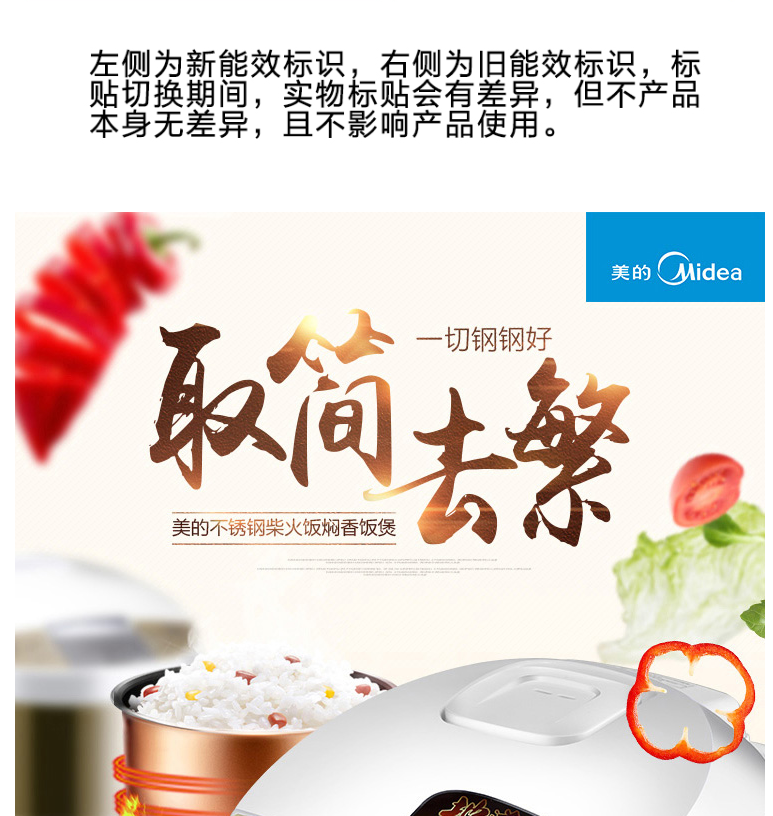 左侧为新能效标识，右侧为旧能效标识，标
贴切换期间，实物标贴会有差异，但不产品
本身无差异，且不影响产品使用。
美的 Midea
一切钢钢好
取简去繁
美的不锈钢柴火饭焖香饭煲